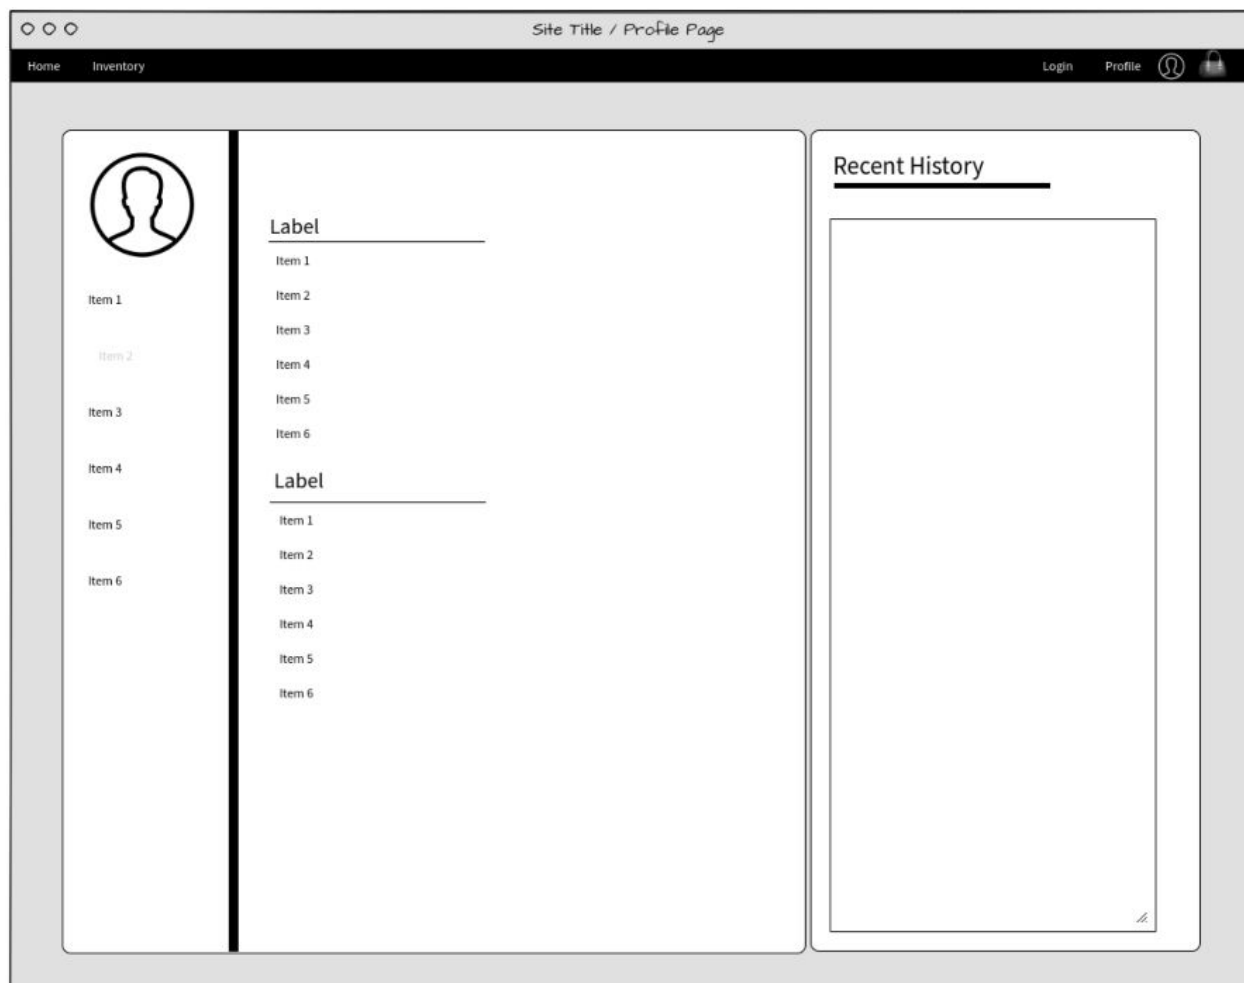 Site Title / Profile Page
Home Inventory Login Profile
Item 1
Item 2
Item 3
Item 4
Item 5
Item 6
Label
Item 1
Item 2
Item 3
Item 4
Item 5
Item 6
Label
Item 1
Item 2
Item 3
Item 4
Item 5
Item 6
Recent History